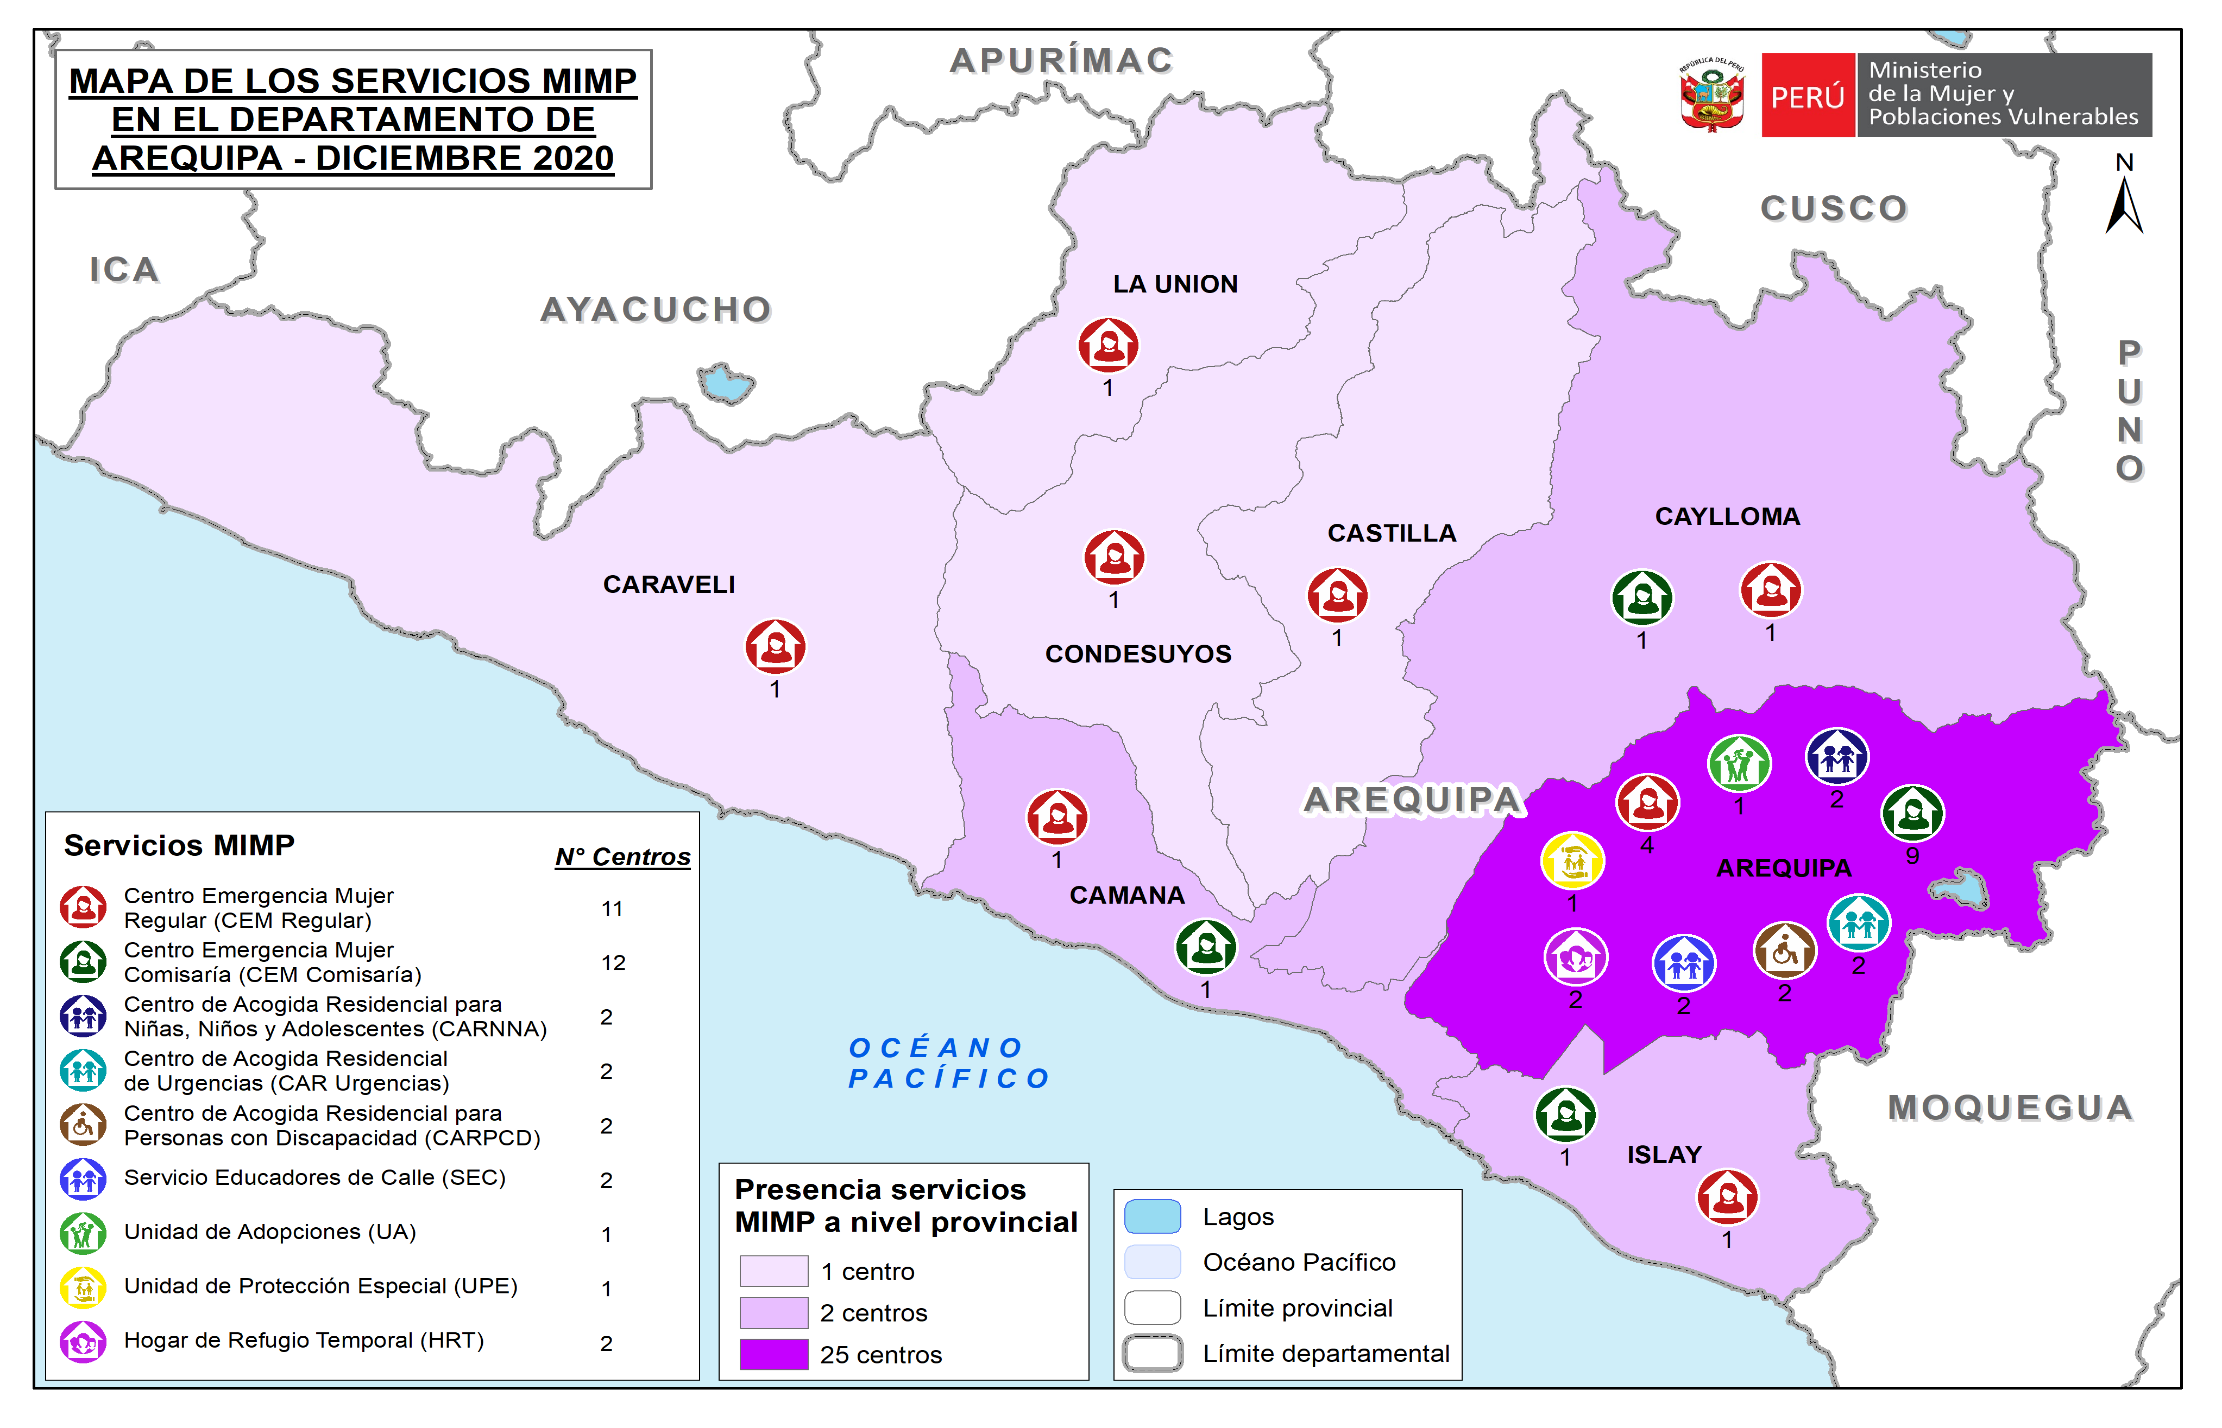 MAPA DE LOS SERVICIOS MIMP
EN EL DEPARTAMENTO DE
AREQUIPA - DICIEMBRE 2020
REPÚBLICA DEL PERÚ
PERÚ
Ministerio
de la Mujer y
Poblaciones Vulnerables
N
APURÍMAC
CUSCO
ICA
AYACUCHO
PUNO
LA UNION
1
CASTILLA
1
CAYLLOMA
1
1
CARAVELI
1
CONDESUYOS
1
CAMANA
1
1
AREQUIPA
AREQUIPA
4
1
2
9
1
2
2
2
2
ISLAY
1
1
MOQUEGUA
OCÉANO
PACÍFICO
Servicios MIMP
N° Centros
Centro Emergencia Mujer
Regular (CEM Regular)
11
Centro Emergencia Mujer
Comisaría (CEM Comisaría)
12
Centro de Acogida Residencial para
Niñas, Niños y Adolescentes (CARNNA)
2
Centro de Acogida Residencial
de Urgencias (CAR Urgencias)
2
Centro de Acogida Residencial para
Personas con Discapacidad (CARPCD)
2
Servicio Educadores de Calle (SEC)
2
Unidad de Adopciones (UA)
1
Unidad de Protección Especial (UPE)
1
Hogar de Refugio Temporal (HRT)
2
Presencia servicios
MIMP a nivel provincial
1 centro
2 centros
25 centros
Lagos
Océano Pacífico
Límite provincial
Límite departamental